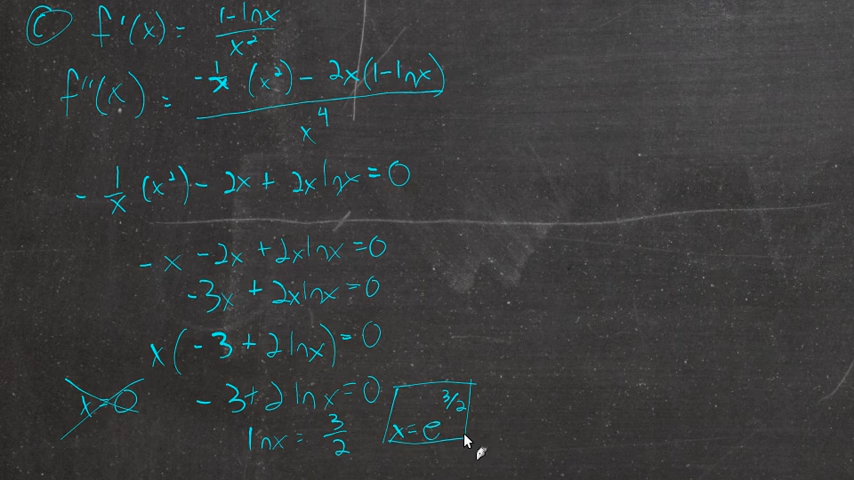 Ⓒ f'(x) = 1-lnx / x²
f''(x) = -1/x (x²) - 2x(1-lnx) / x⁴
- 1/x (x²) - 2x + 2x lnx = 0
-x - 2x + 2x lnx = 0
-3x + 2x lnx = 0
x(-3 + 2 lnx) = 0
x=0 -3 + 2 lnx = 0
lnx = 3/2 x = e^3/2